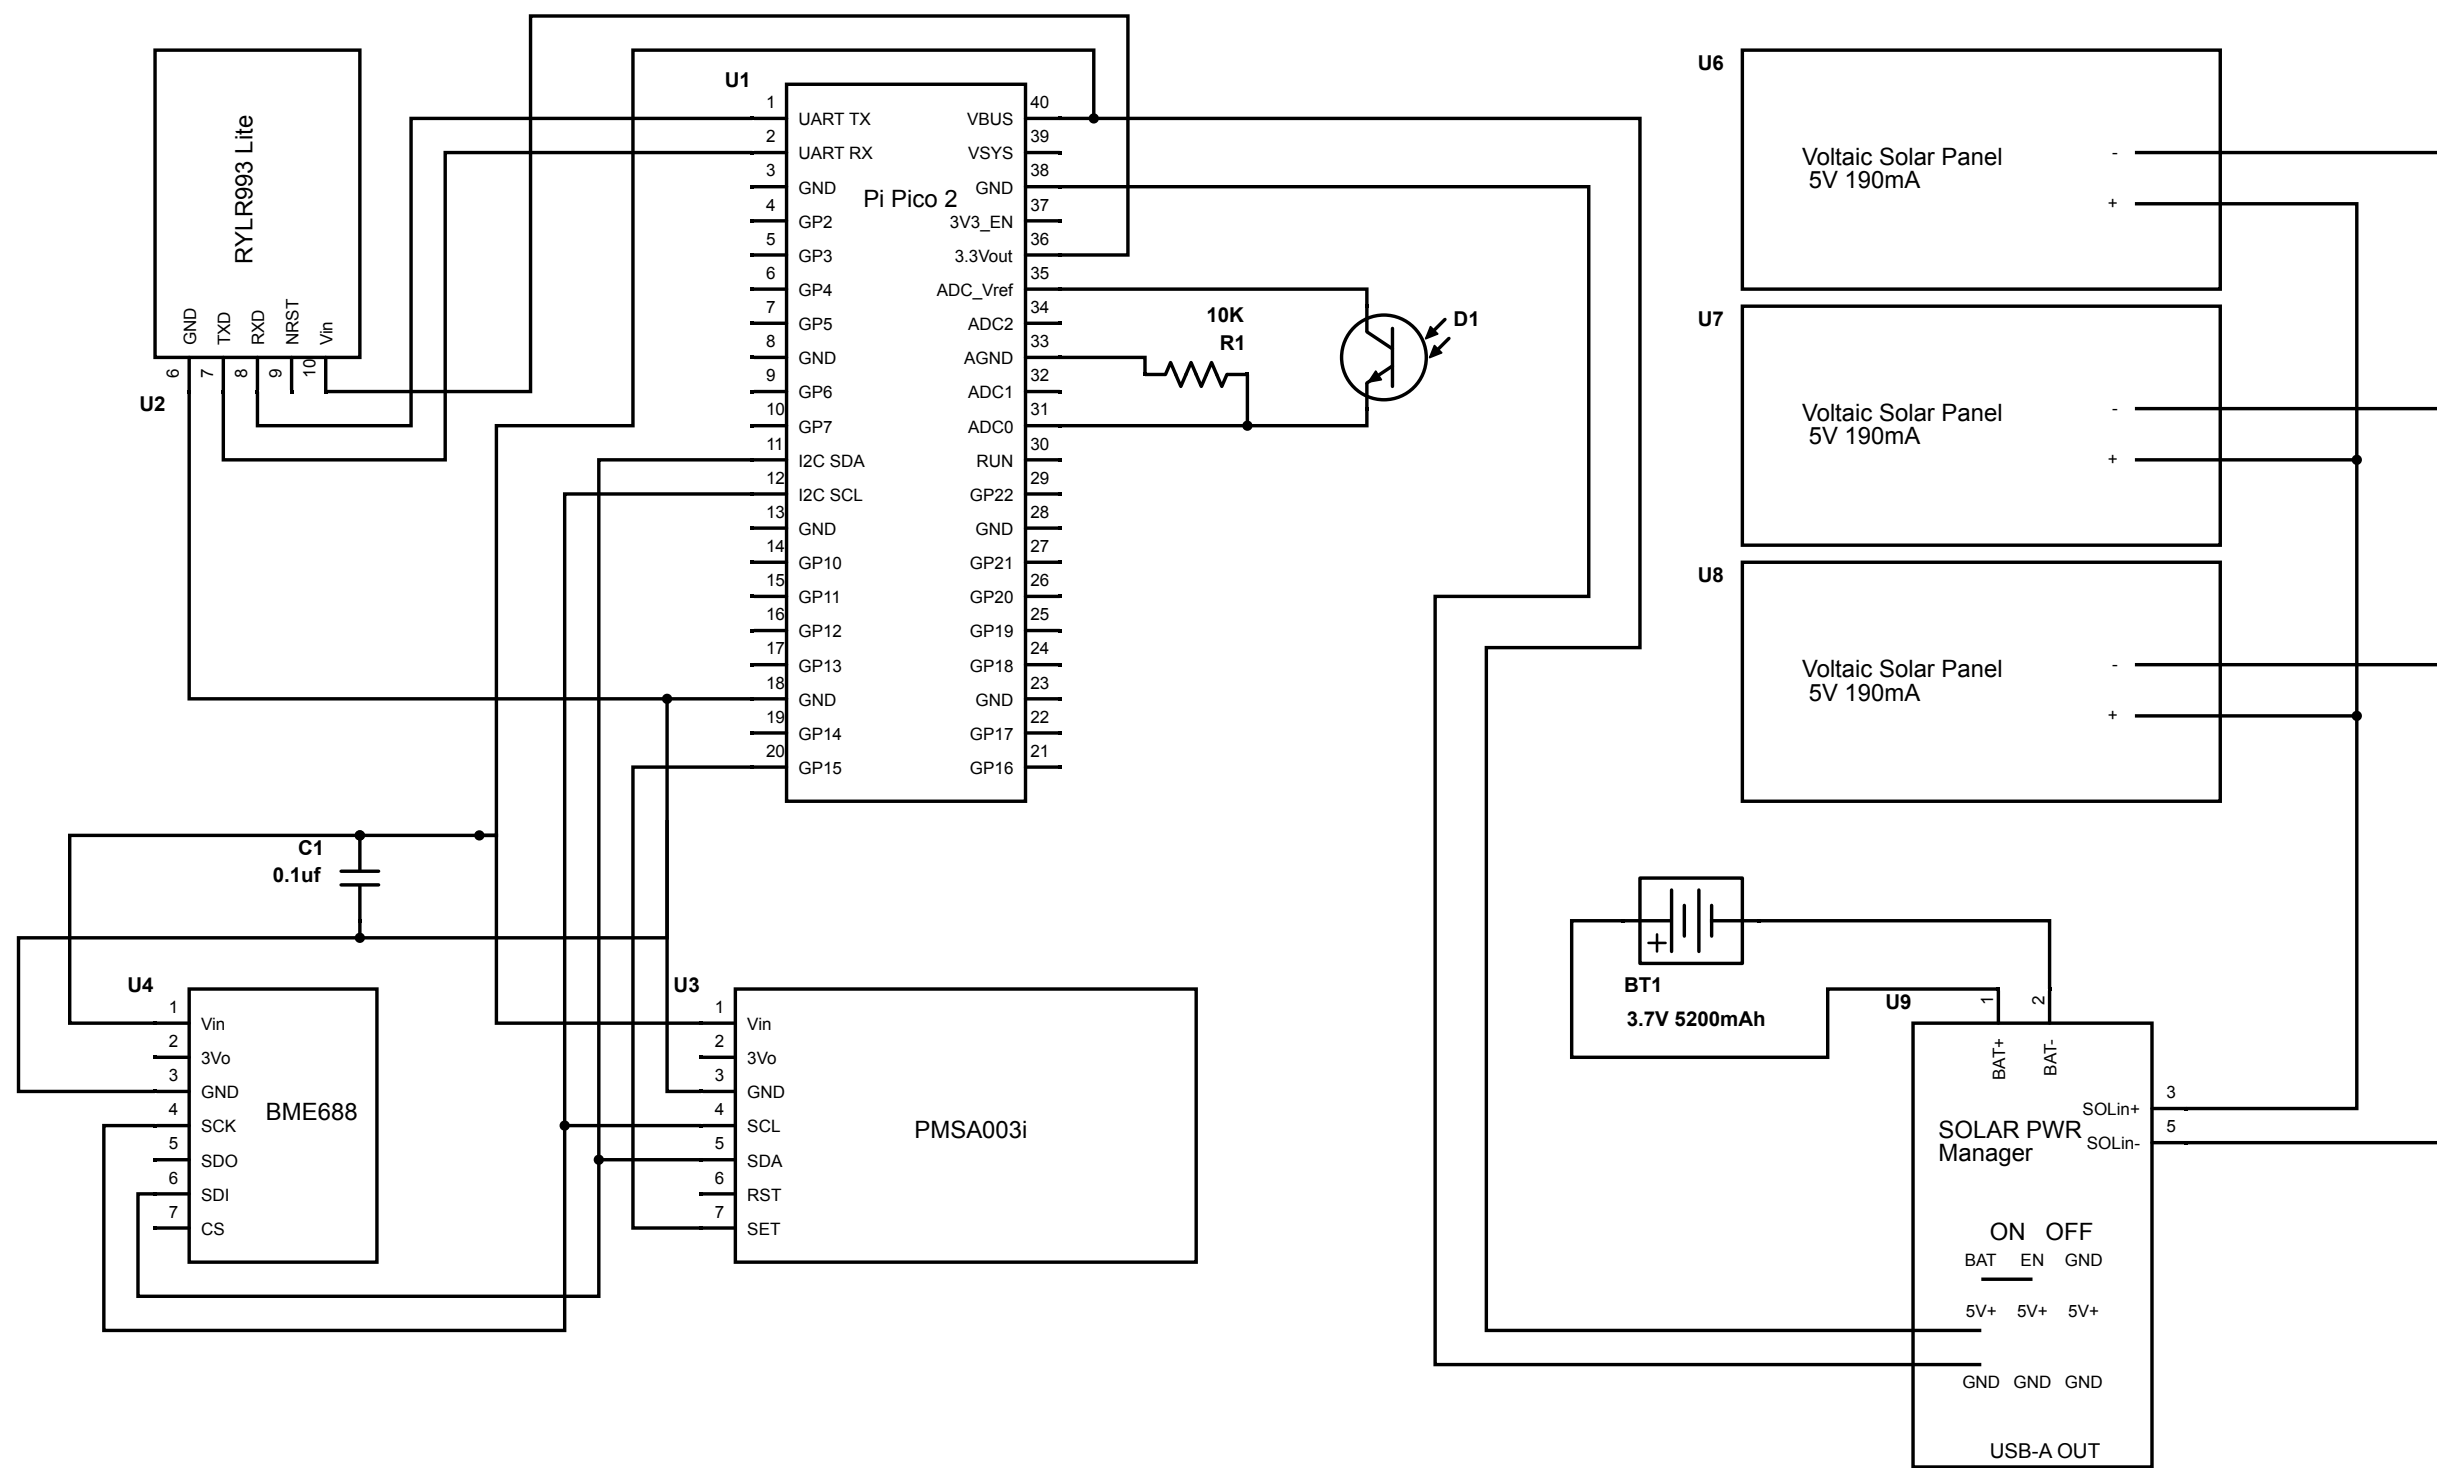 U2
RYLR993 Lite
GND
TXD
RXD
NRST
Vin
6
7
8
9
10
U1
Pi Pico 2
1
UART TX
2
UART RX
3
GND
4
GP2
5
GP3
6
GP4
7
GP5
8
GND
9
GP6
10
GP7
11
I2C SDA
12
I2C SCL
13
GND
14
GP10
15
GP11
16
GP12
17
GP13
18
GND
19
GP14
20
GP15
40
VBUS
39
VSYS
38
GND
37
3V3_EN
36
3.3Vout
35
ADC_Vref
34
ADC2
33
AGND
32
ADC1
31
ADC0
30
RUN
29
GP22
28
GND
27
GP21
26
GP20
25
GP19
24
GP18
23
GND
22
GP17
21
GP16
10K
R1
D1
U6
Voltaic Solar Panel
5V 190mA
-
+
U7
Voltaic Solar Panel
5V 190mA
-
+
U8
Voltaic Solar Panel
5V 190mA
-
+
C1
0.1uf
U4
BME688
1
Vin
2
3Vo
3
GND
4
SCK
5
SDO
6
SDI
7
CS
U3
PMSA003i
1
Vin
2
3Vo
3
GND
4
SCL
5
SDA
6
RST
7
SET
+
BT1
3.7V 5200mAh
U9
1
2
BAT+
BAT-
3
SOLin+
5
SOLin-
SOLAR PWR
Manager
ON OFF
BAT EN GND
5V+ 5V+ 5V+
GND GND GND
USB-A OUT